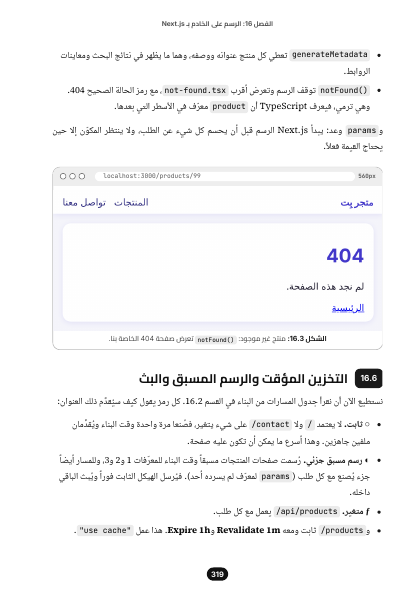 الفصل 16: الرسم على الخادم بـ Next.js
• generateMetadata تعطي كل منتج عنوانه ووصفه، وهما ما يظهر في نتائج البحث ومعاينات
الروابط.
• notFound() توقف الرسم وتعرض أقرب not-found.tsx، مع رمز الحالة الصحيح 404.
وهي ترمي، فيعرف TypeScript أن product معرّف في الأسطر التي بعدها.
و params وعد: يبدأ Next.js الرسم قبل أن يحسم كل شيء عن الطلب، ولا ينتظر المكوّن إلا حين
يحتاج القيمة فعلاً.
localhost:3000/products/99
560px
متجر بِت
المنتجات تواصل معنا
404
لم نجد هذه الصفحة.
الرئيسية
الشكل 16.3: منتج غير موجود: notFound() تعرض صفحة 404 الخاصة بنا.
16.6 التخزين المؤقت والرسم المسبق والبث
نستطيع الآن أن نقرأ جدول المسارات من البناء في القسم 16.2. كل رمز يقول كيف سيُقدَّم ذلك العنوان:
• ○ ثابت. لا يعتمد / ولا /contact على شيء يتغير، فصُنعا مرة واحدة وقت البناء ويُقدَّمان
ملفين جاهزين. وهذا أسرع ما يمكن أن تكون عليه صفحة.
• ◐ رسم مسبق جزئي. رُسمت صفحات المنتجات مسبقاً وقت البناء للمعرّفات 1 و2 و3، وللمسار أيضاً
جزء يُصنع مع كل طلب (params لمعرف لم يسرده أحد). فيُرسل الهيكل الثابت فوراً ويُبث الباقي
داخله.
• ƒ متغير. /api/products يعمل مع كل طلب.
• و /products ثابت ومعه Revalidate 1m و Expire 1h. هذا عمل "use cache".
319